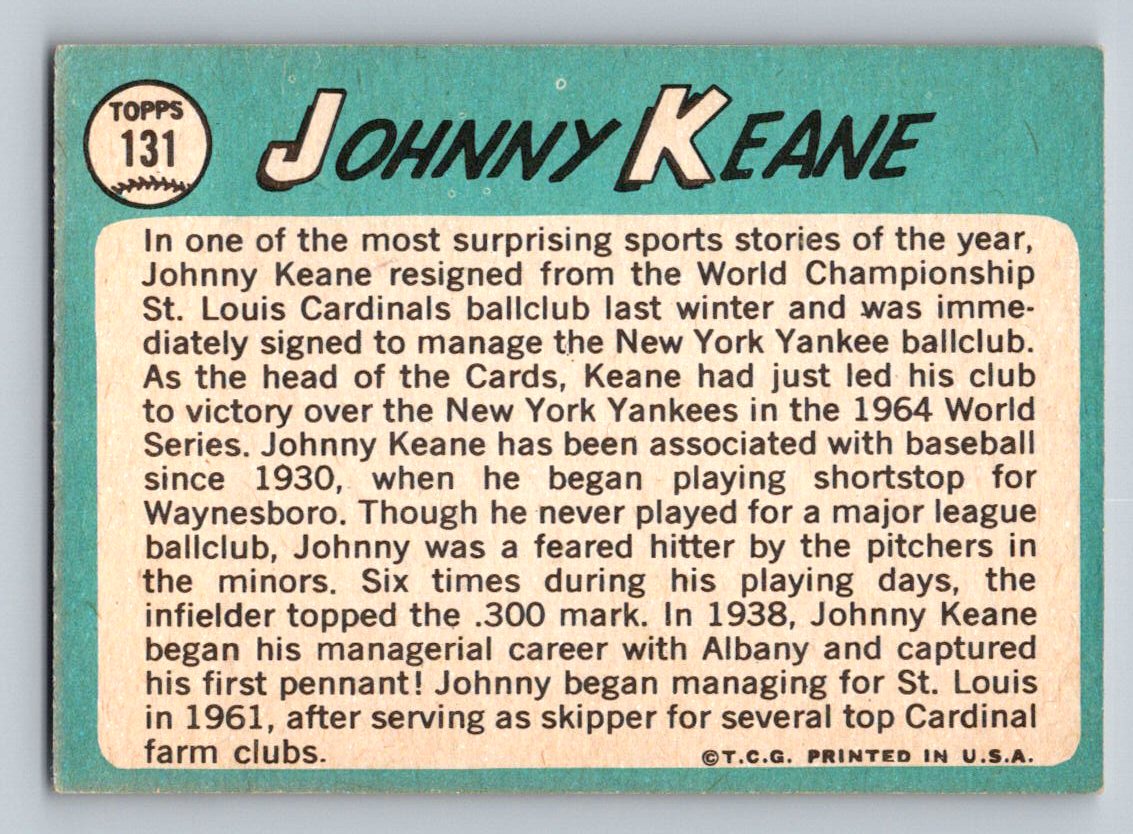 TOPPS
131
JOHNNY KEANE
In one of the most surprising sports stories of the year,
Johnny Keane resigned from the World Championship
St. Louis Cardinals ballclub last winter and was imme-
diately signed to manage the New York Yankee ballclub.
As the head of the Cards, Keane had just led his club
to victory over the New York Yankees in the 1964 World
Series. Johnny Keane has been associated with baseball
since 1930, when he began playing shortstop for
Waynesboro. Though he never played for a major league
ballclub, Johnny was a feared hitter by the pitchers in
the minors. Six times during his playing days, the
infielder topped the .300 mark. In 1938, Johnny Keane
began his managerial career with Albany and captured
his first pennant! Johnny began managing for St. Louis
in 1961, after serving as skipper for several top Cardinal
farm clubs.
©T.C.G. PRINTED IN U.S.A.